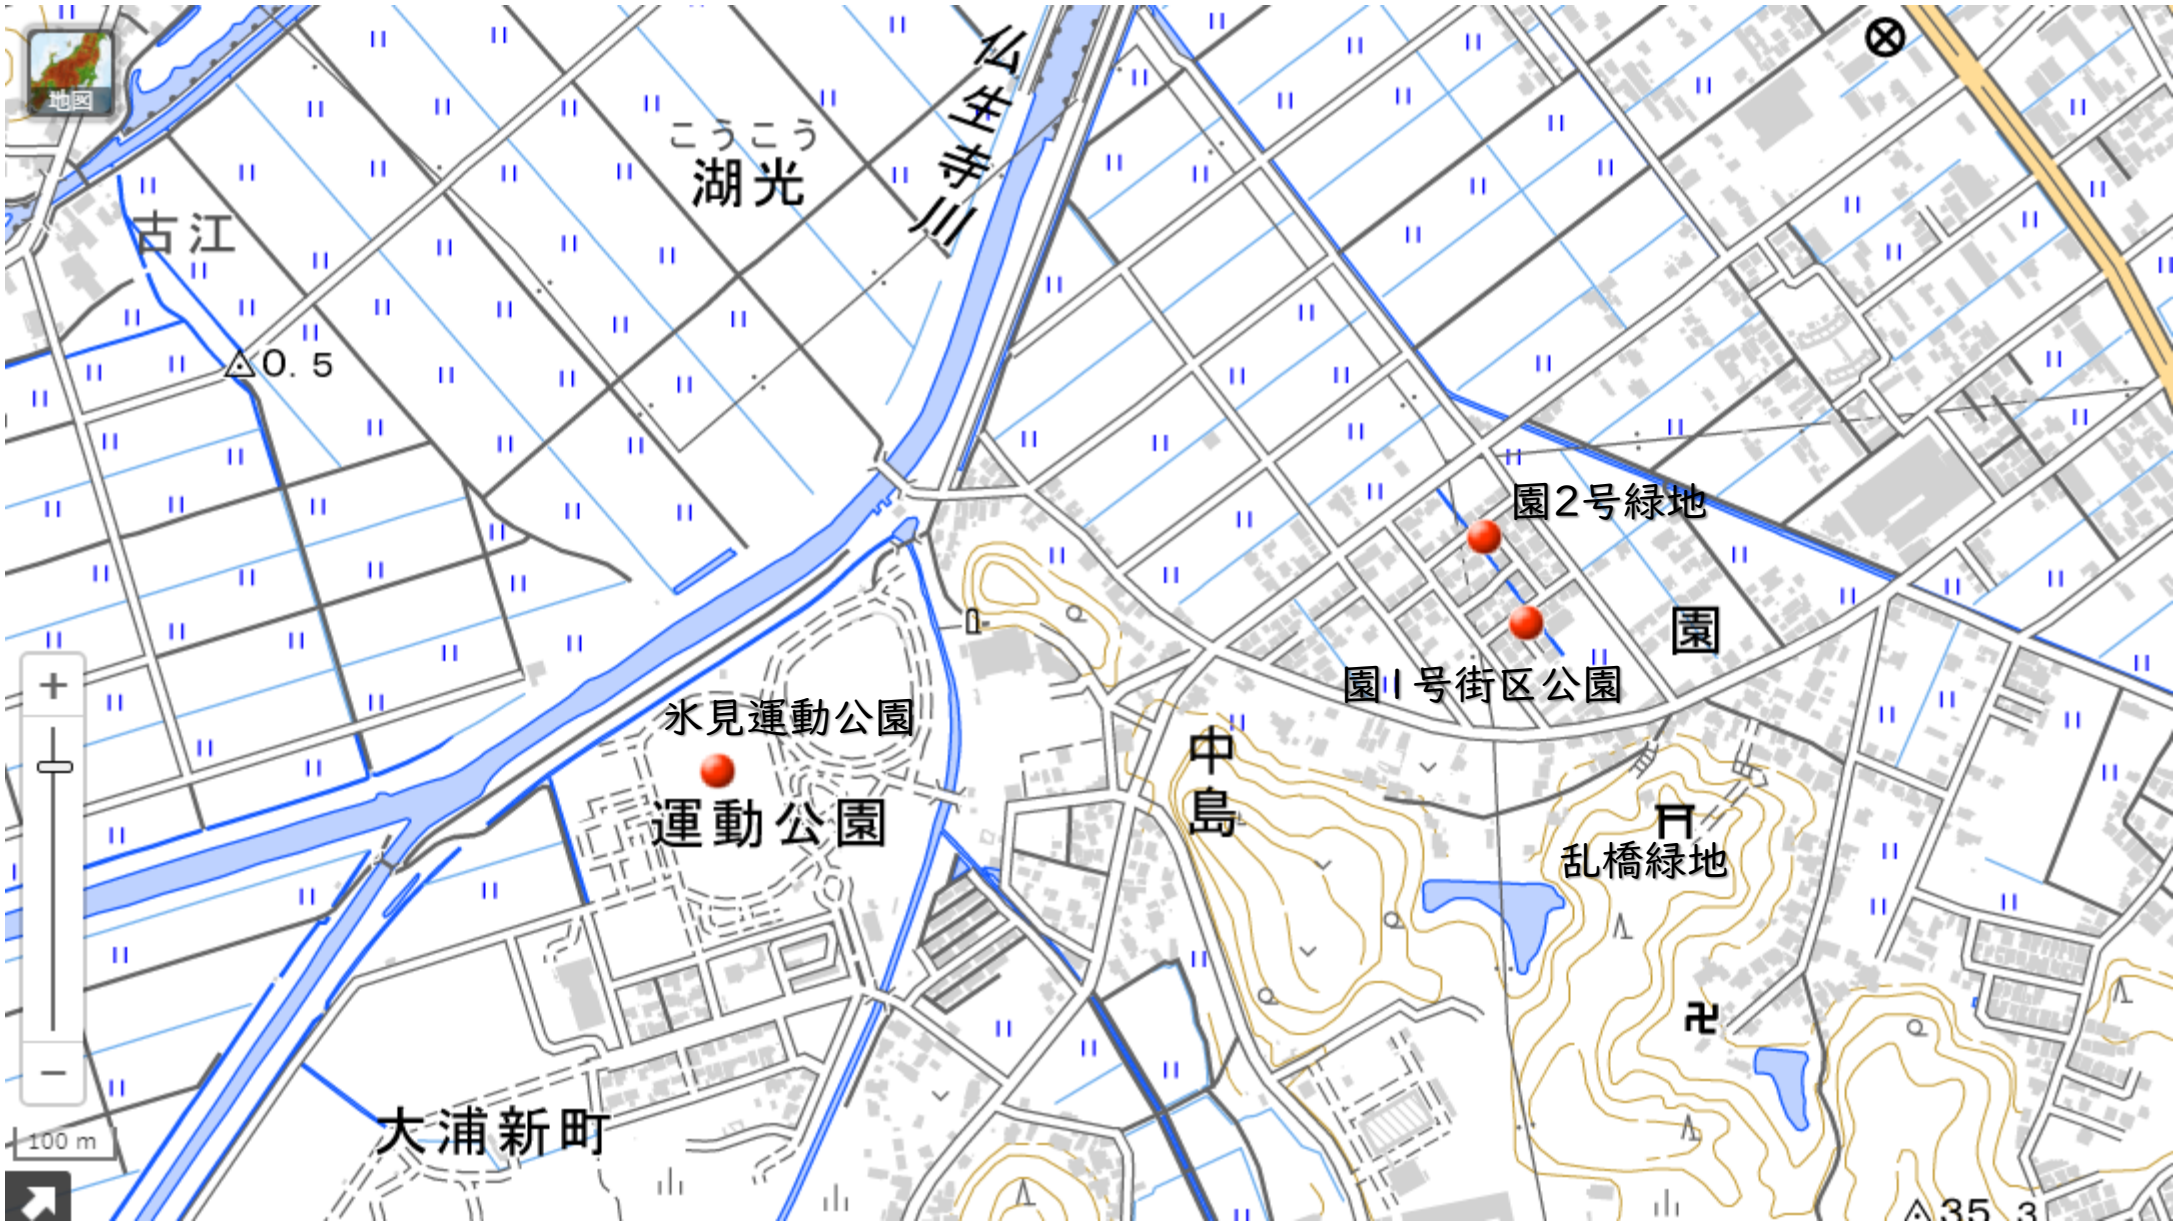 地図
仏生寺川
こうこう
湖光
古江
0.5
園2号緑地
園
園1号街区公園
氷見運動公園
運動公園
中島
乱橋緑地
大浦新町
100 m
35.3